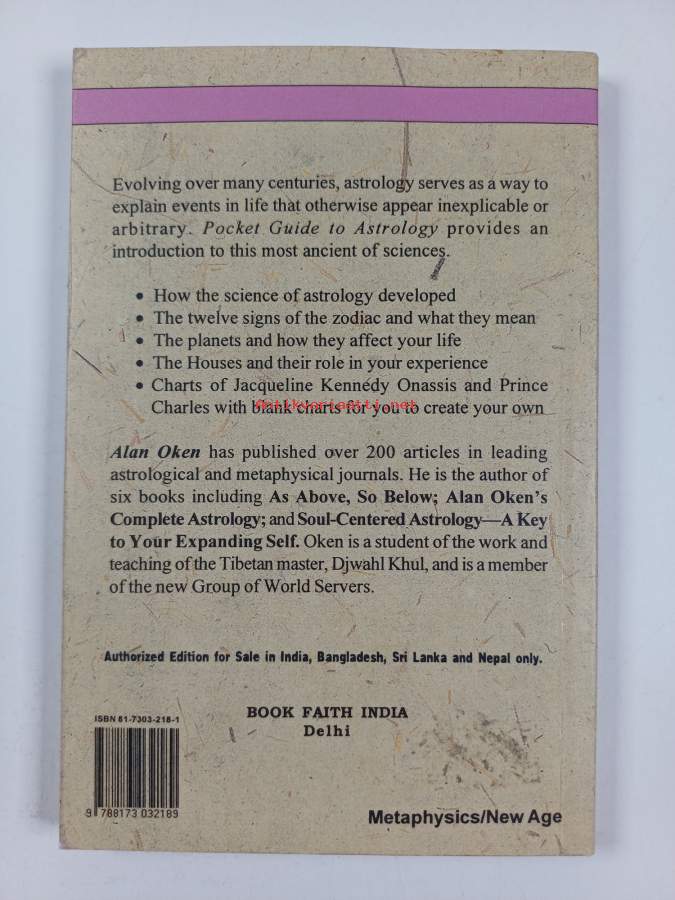 Evolving over many centuries, astrology serves as a way to
explain events in life that otherwise appear inexplicable or
arbitrary. Pocket Guide to Astrology provides an
introduction to this most ancient of sciences.
• How the science of astrology developed
• The twelve signs of the zodiac and what they mean
• The planets and how they affect your life
• The Houses and their role in your experience
• Charts of Jacqueline Kennedy Onassis and Prince
Charles with blank charts for you to create your own
Antikvariaatti.net
Alan Oken has published over 200 articles in leading
astrological and metaphysical journals. He is the author of
six books including As Above, So Below; Alan Oken's
Complete Astrology; and Soul-Centered Astrology—A Key
to Your Expanding Self. Oken is a student of the work and
teaching of the Tibetan master, Djwahl Khul, and is a member
of the new Group of World Servers.
Authorized Edition for Sale in India, Bangladesh, Sri Lanka and Nepal only.
BOOK FAITH INDIA
Delhi
ISBN 81-7303-218-1
9 788173 032189
Metaphysics/New Age